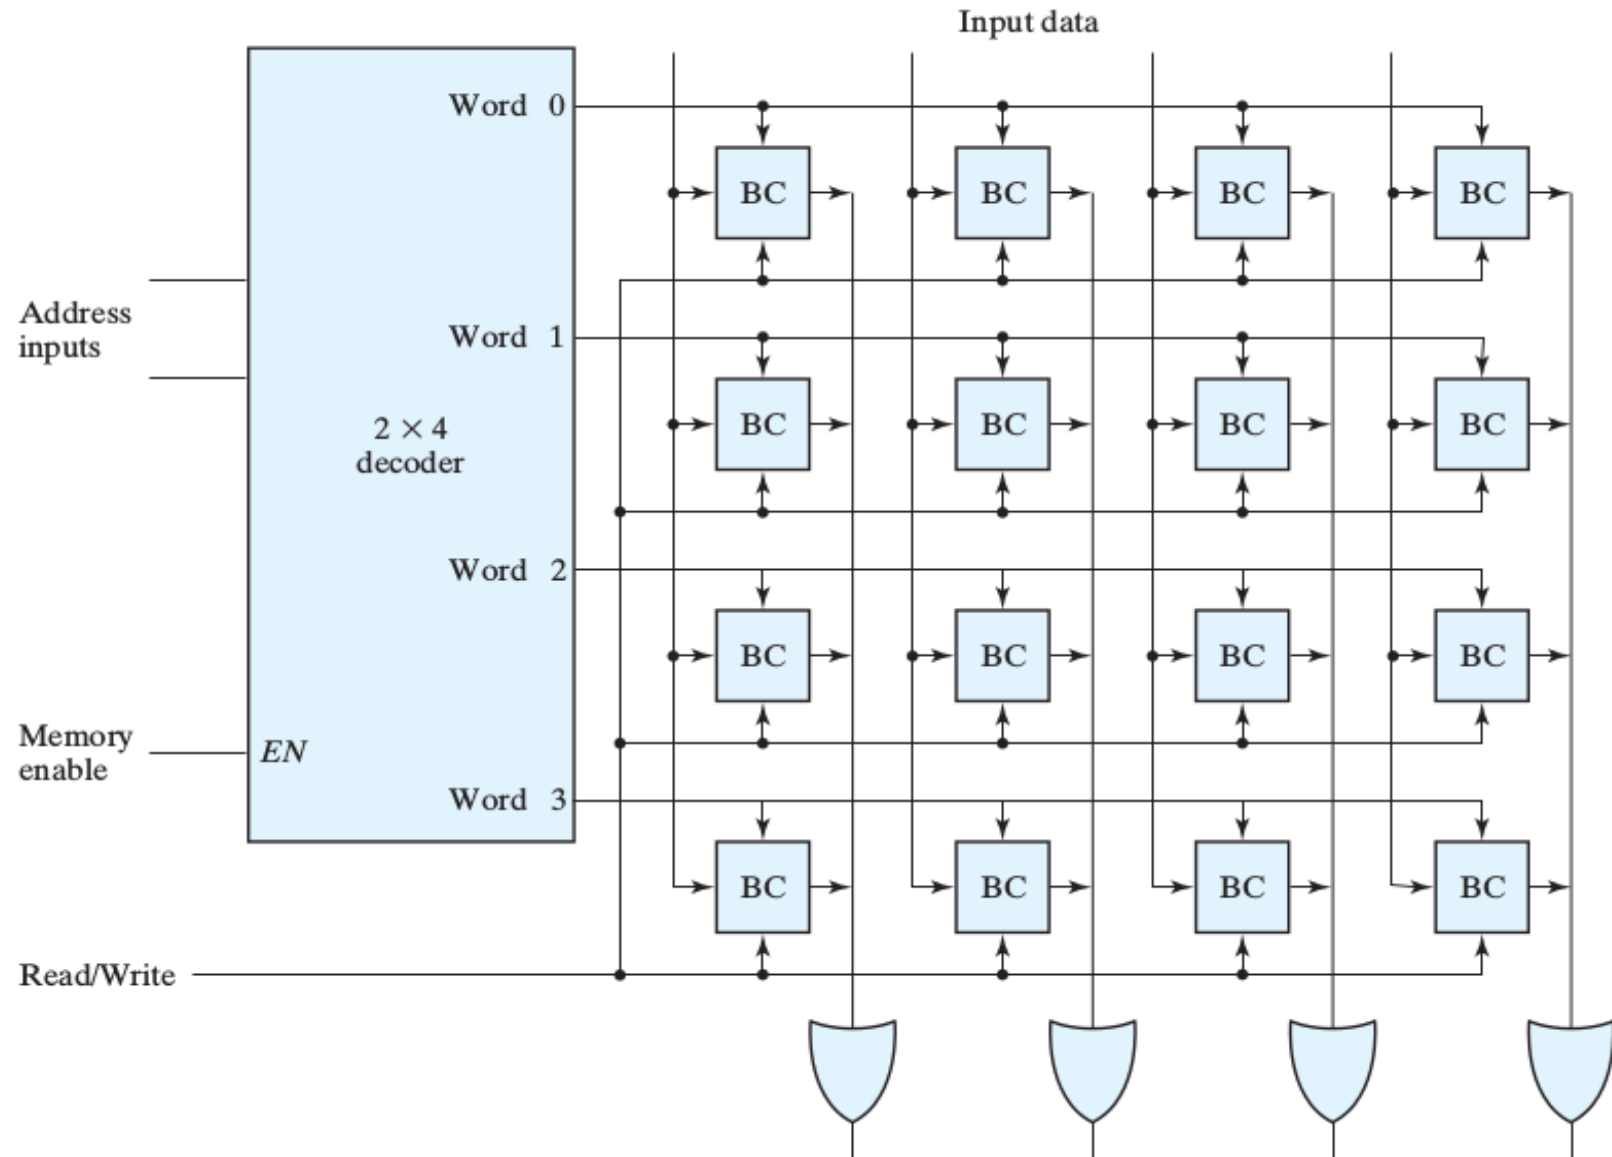 Input data
Word 0
BC BC BC BC
Address
inputs
Word 1
2 × 4
decoder
BC BC BC BC
Word 2
BC BC BC BC
Memory
enable
EN
Word 3
BC BC BC BC
Read/Write